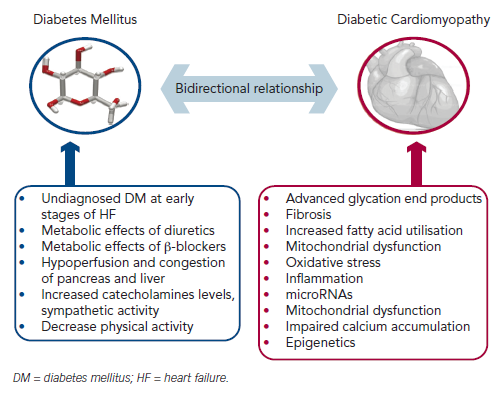 Diabetes Mellitus
Diabetic Cardiomyopathy
Bidirectional relationship
• Undiagnosed DM at early
stages of HF
• Metabolic effects of diuretics
• Metabolic effects of β-blockers
• Hypoperfusion and congestion
of pancreas and liver
• Increased catecholamines levels,
sympathetic activity
• Decrease physical activity
• Advanced glycation end products
• Fibrosis
• Increased fatty acid utilisation
• Mitochondrial dysfunction
• Oxidative stress
• Inflammation
• microRNAs
• Mitochondrial dysfunction
• Impaired calcium accumulation
• Epigenetics
DM = diabetes mellitus; HF = heart failure.